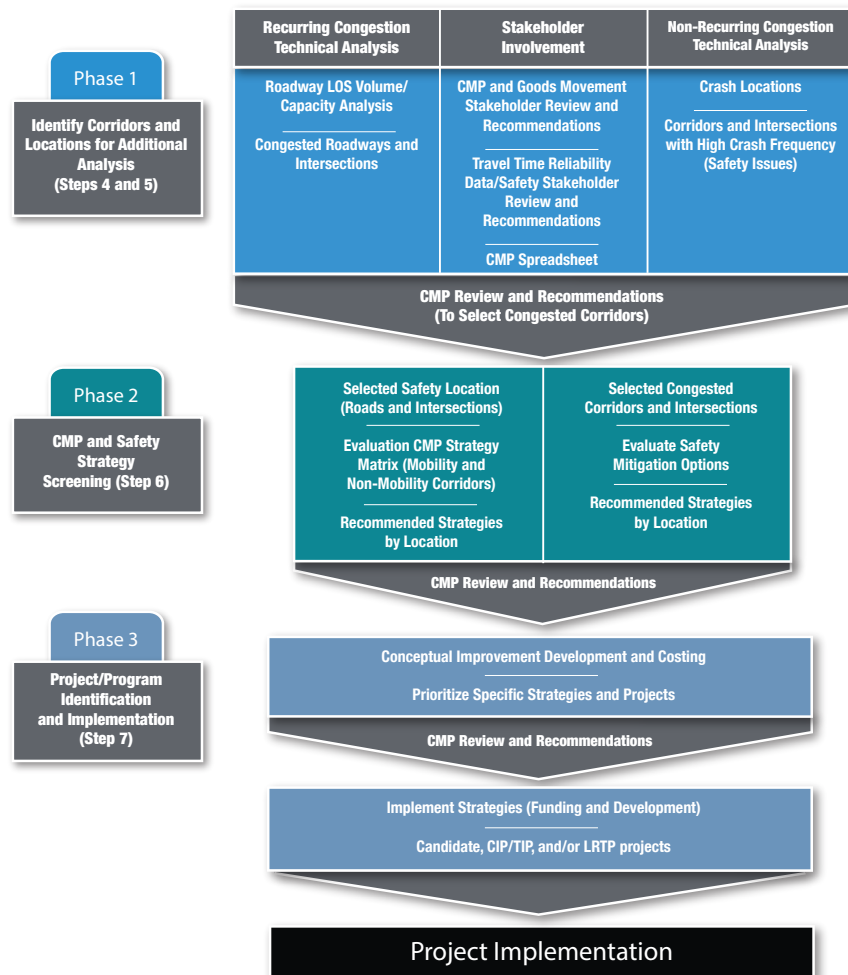 Phase 1
Identify Corridors and
Locations for Additional
Analysis
(Steps 4 and 5)
Recurring Congestion
Technical Analysis
Roadway LOS Volume/
Capacity Analysis
Congested Roadways and
Intersections
Stakeholder
Involvement
CMP and Goods Movement
Stakeholder Review and
Recommendations
Travel Time Reliability
Data/Safety Stakeholder
Review and
Recommendations
CMP Spreadsheet
Non-Recurring Congestion
Technical Analysis
Crash Locations
Corridors and Intersections
with High Crash Frequency
(Safety Issues)
CMP Review and Recommendations
(To Select Congested Corridors)
Phase 2
CMP and Safety
Strategy
Screening (Step 6)
Selected Safety Location
(Roads and Intersections)
Evaluation CMP Strategy
Matrix (Mobility and
Non-Mobility Corridors)
Recommended Strategies
by Location
Selected Congested
Corridors and Intersections
Evaluate Safety
Mitigation Options
Recommended Strategies
by Location
CMP Review and Recommendations
Phase 3
Project/Program
Identification
and Implementation
(Step 7)
Conceptual Improvement Development and Costing
Prioritize Specific Strategies and Projects
CMP Review and Recommendations
Implement Strategies (Funding and Development)
Candidate, CIP/TIP, and/or LRTP projects
Project Implementation